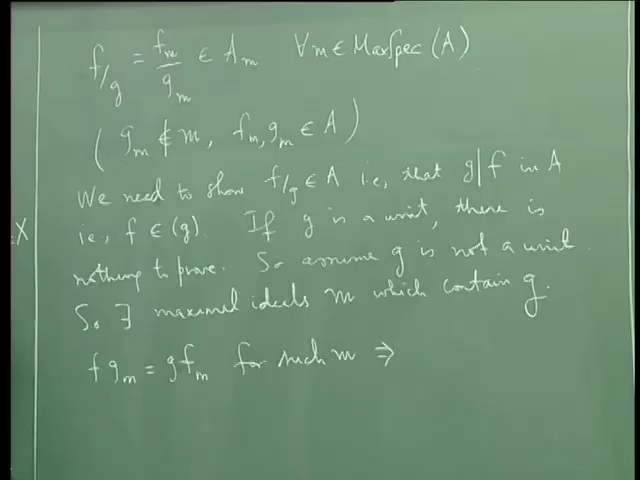 f/g = f_m/g_m ∈ A_m ∀ m ∈ MaxSpec (A)
( g_m ∉ m, f_m, g_m ∈ A )
We need to show f/g ∈ A i.e, that g | f in A
i.e., f ∈ (g). If g is a unit, there is
nothing to prove. So assume g is not a unit.
So ∃ maximal ideals m which contain g.
f g_m = g f_m for such m ⇒
X